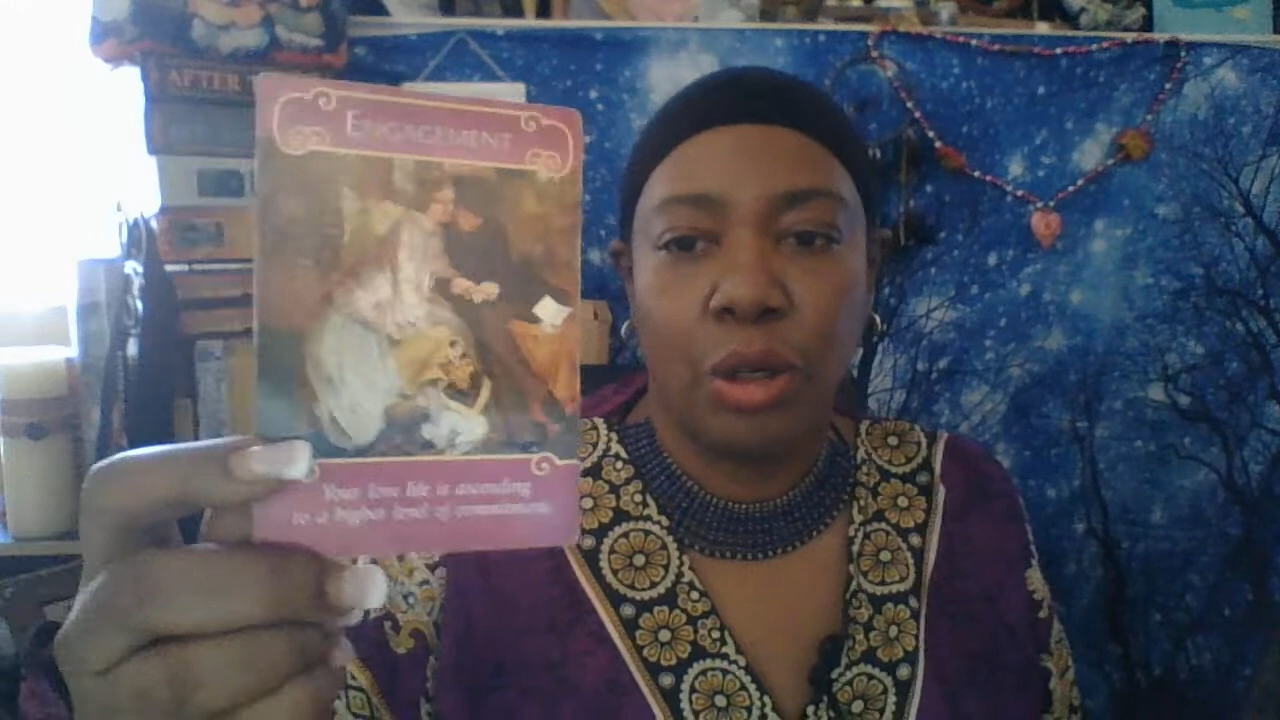 AFTER
ENGAGEMENT
Your love life is ascending
to a higher level of commitment.